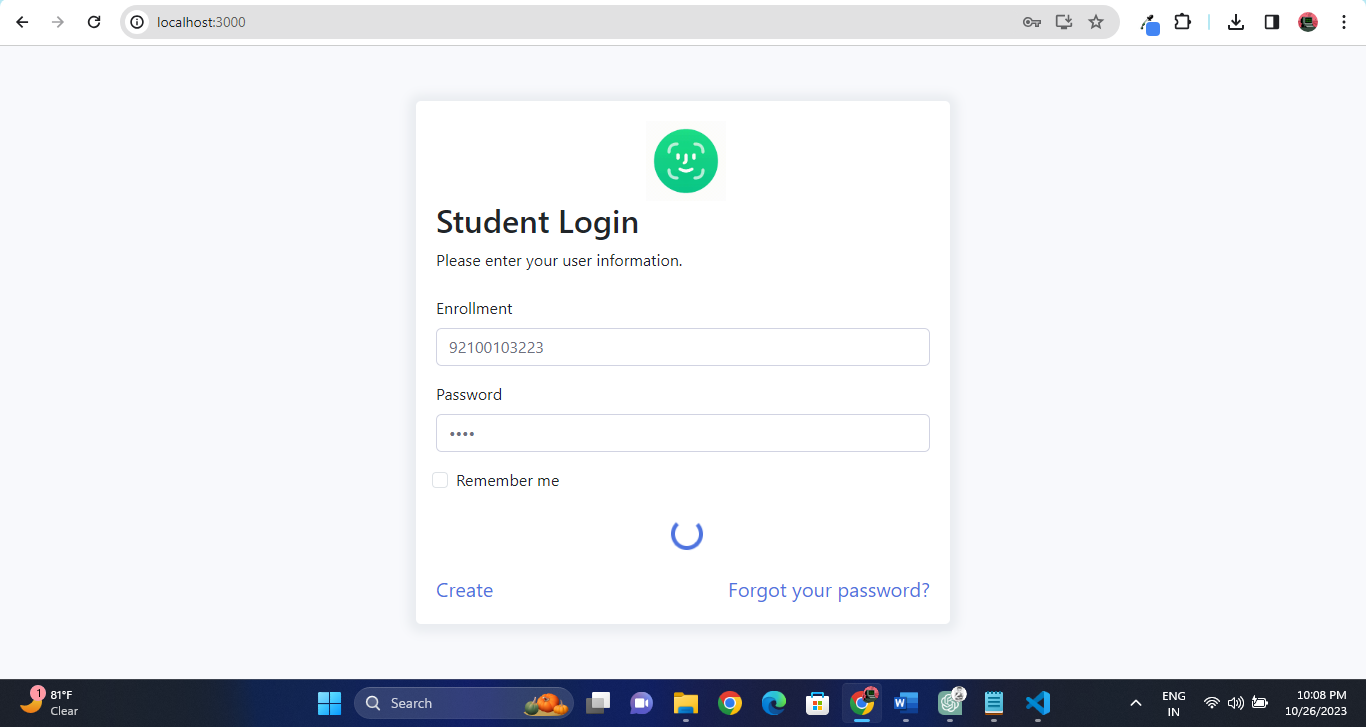 localhost:3000
Student Login
Please enter your user information.
Enrollment
92100103223
Password
••••
Remember me
Create
Forgot your password?
1
81°F
Clear
Search
ENG
IN
10:08 PM
10/26/2023